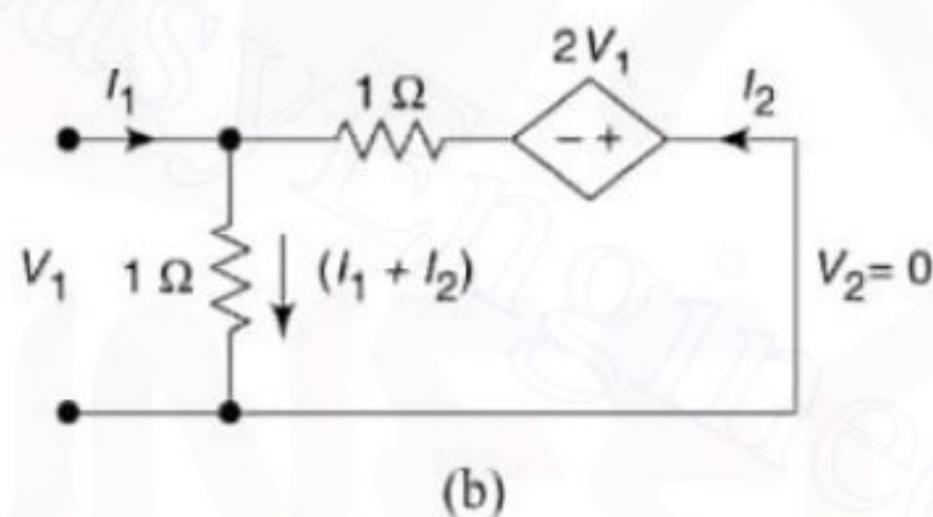 2V₁
I₁
1 Ω
− +
I₂
V₁
1 Ω
(I₁ + I₂)
V₂= 0
(b)